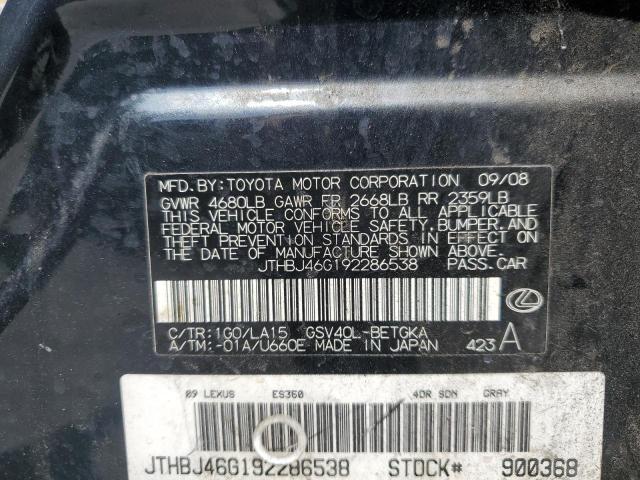 MFD. BY: TOYOTA MOTOR CORPORATION 09/08
GVWR 4680LB GAWR FR 2668LB RR 2359LB
THIS VEHICLE CONFORMS TO ALL APPLICABLE
FEDERAL MOTOR VEHICLE SAFETY, BUMPER, AND
THEFT PREVENTION STANDARDS IN EFFECT ON
THE DATE OF MANUFACTURE SHOWN ABOVE.
JTHBJ46G192286538 PASS. CAR
C/TR: 1G0/LA15 GSV40L-BETGKA
A/TM: -01A/U660E MADE IN JAPAN 423 A
09 LEXUS ES360 4DR SDN GRAY
JTHBJ46G192286538 STOCK# 900368